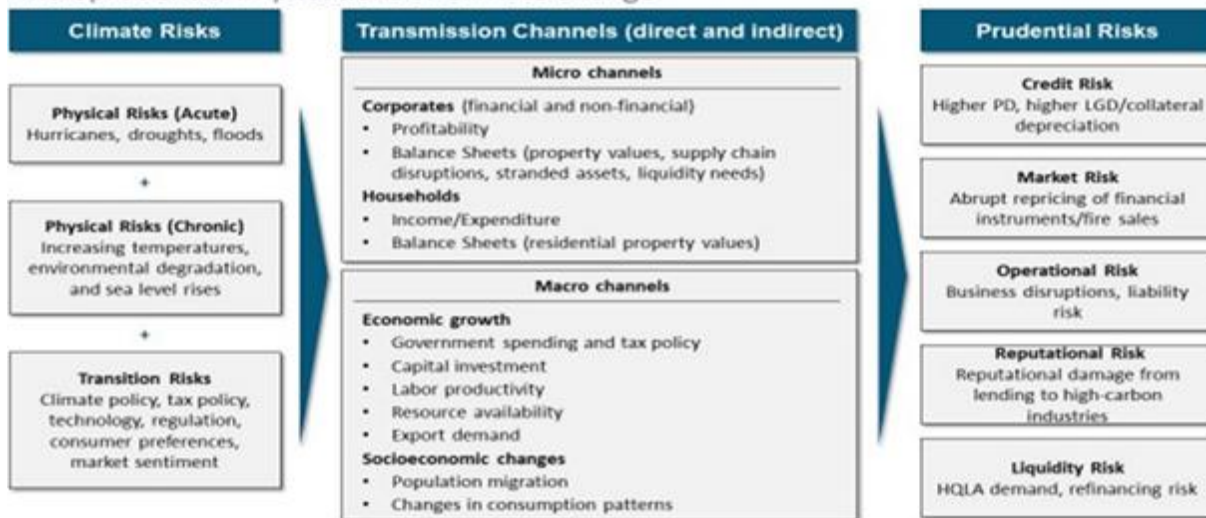 Climate Risks
Physical Risks (Acute)
Hurricanes, droughts, floods
+
Physical Risks (Chronic)
Increasing temperatures,
environmental degradation,
and sea level rises
+
Transition Risks
Climate policy, tax policy,
technology, regulation,
consumer preferences,
market sentiment
Transmission Channels (direct and indirect)
Micro channels
Corporates (financial and non-financial)
• Profitability
• Balance Sheets (property values, supply chain
disruptions, stranded assets, liquidity needs)
Households
• Income/Expenditure
• Balance Sheets (residential property values)
Macro channels
Economic growth
• Government spending and tax policy
• Capital investment
• Labor productivity
• Resource availability
• Export demand
Socioeconomic changes
• Population migration
• Changes in consumption patterns
Prudential Risks
Credit Risk
Higher PD, higher LGD/collateral
depreciation
Market Risk
Abrupt repricing of financial
instruments/fire sales
Operational Risk
Business disruptions, liability
risk
Reputational Risk
Reputational damage from
lending to high-carbon
industries
Liquidity Risk
HQLA demand, refinancing risk